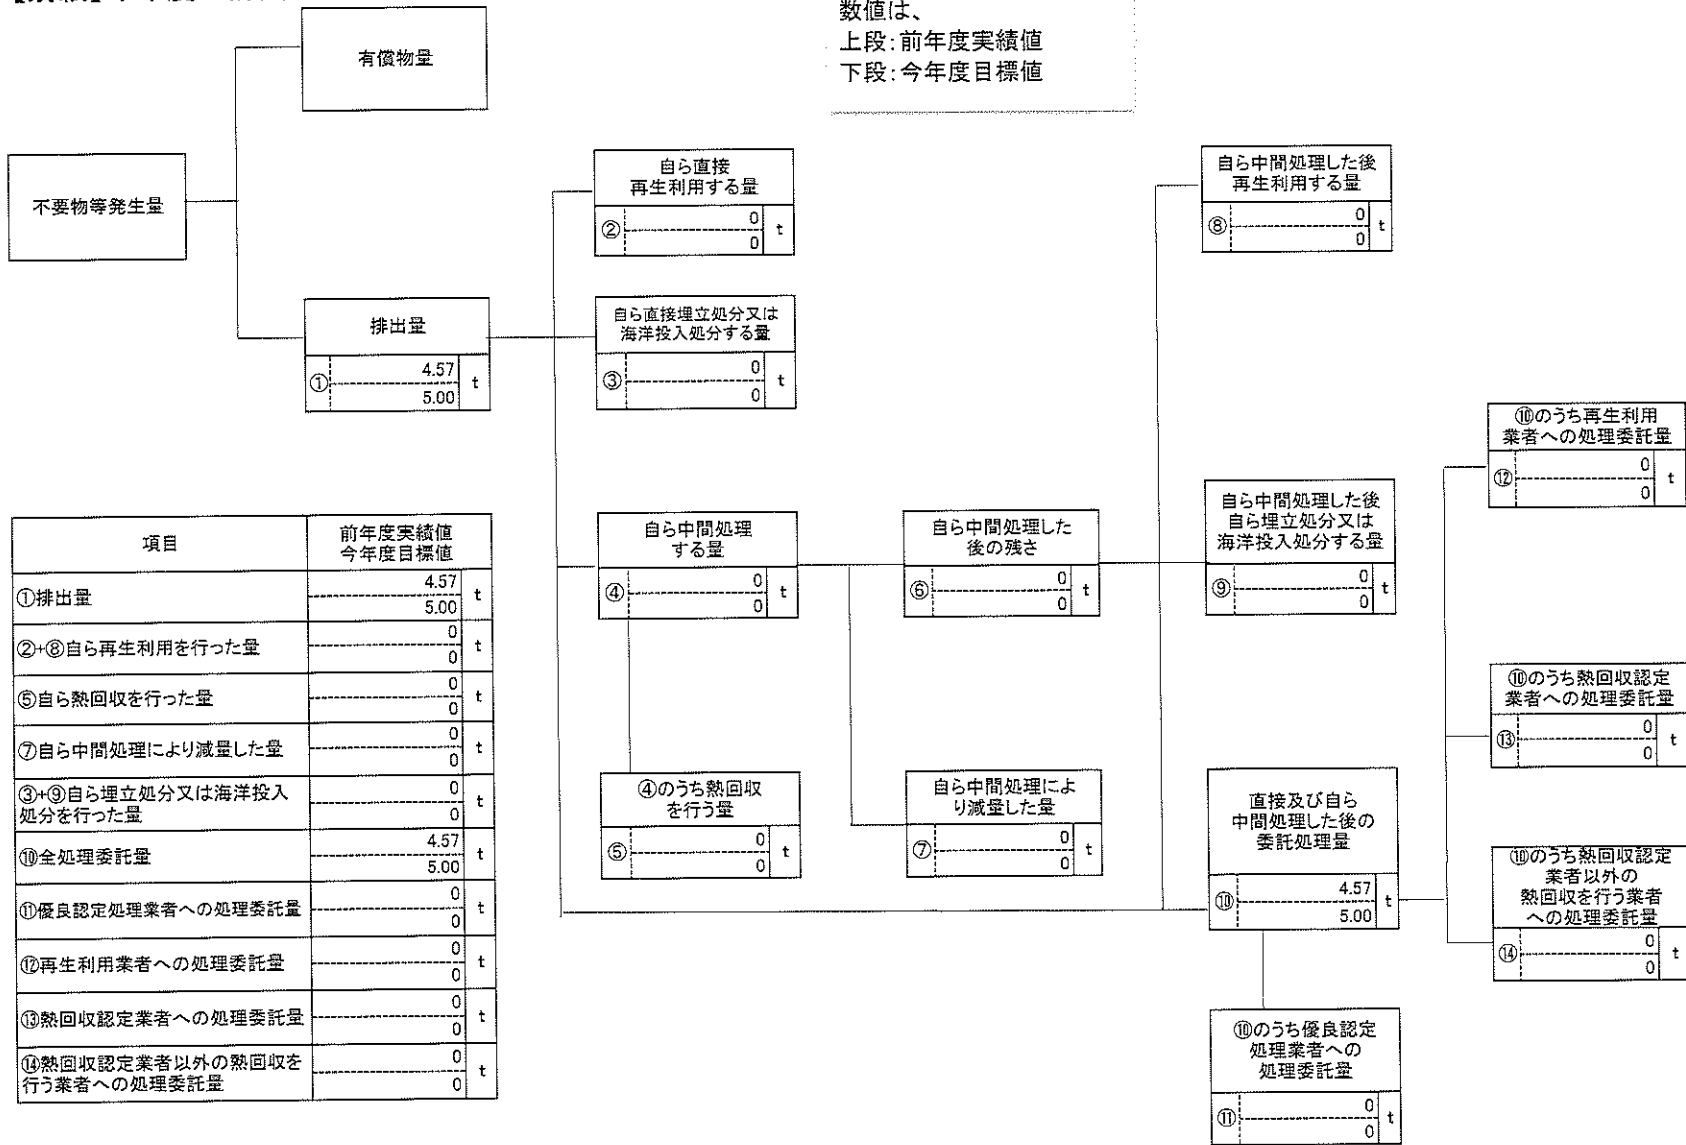 数値は、
上段:前年度実績値
下段:今年度目標値
有償物量
不要物等発生量
排出量
① 4.57 t
5.00
自ら直接
再生利用する量
② 0 t
0
自ら直接埋立処分又は
海洋投入処分する量
③ 0 t
0
自ら中間処理
する量
④ 0 t
0
④のうち熱回収
を行う量
⑤ 0 t
0
自ら中間処理した
後の残さ
⑥ 0 t
0
自ら中間処理によ
り減量した量
⑦ 0 t
0
自ら中間処理した後
再生利用する量
⑧ 0 t
0
自ら中間処理した後
自ら埋立処分又は
海洋投入処分する量
⑨ 0 t
0
直接及び自ら
中間処理した後の
委託処理量
⑩ 4.57 t
5.00
⑩のうち優良認定
処理業者への
処理委託量
⑪ 0 t
0
⑩のうち再生利用
業者への処理委託量
⑫ 0 t
0
⑩のうち熱回収認定
業者への処理委託量
⑬ 0 t
0
⑩のうち熱回収認定
業者以外の
熱回収を行う業者
への処理委託量
⑭ 0 t
0
項目 前年度実績値
今年度目標値
①排出量 4.57 t
5.00
②+⑧自ら再生利用を行った量 0 t
0
⑤自ら熱回収を行った量 0 t
0
⑦自ら中間処理により減量した量 0 t
0
③+⑨自ら埋立処分又は海洋投入 0 t
処分を行った量 0
⑩全処理委託量 4.57 t
5.00
⑪優良認定処理業者への処理委託量 0 t
0
⑫再生利用業者への処理委託量 0 t
0
⑬熱回収認定業者への処理委託量 0 t
0
⑭熱回収認定業者以外の熱回収を 0 t
行う業者への処理委託量 0